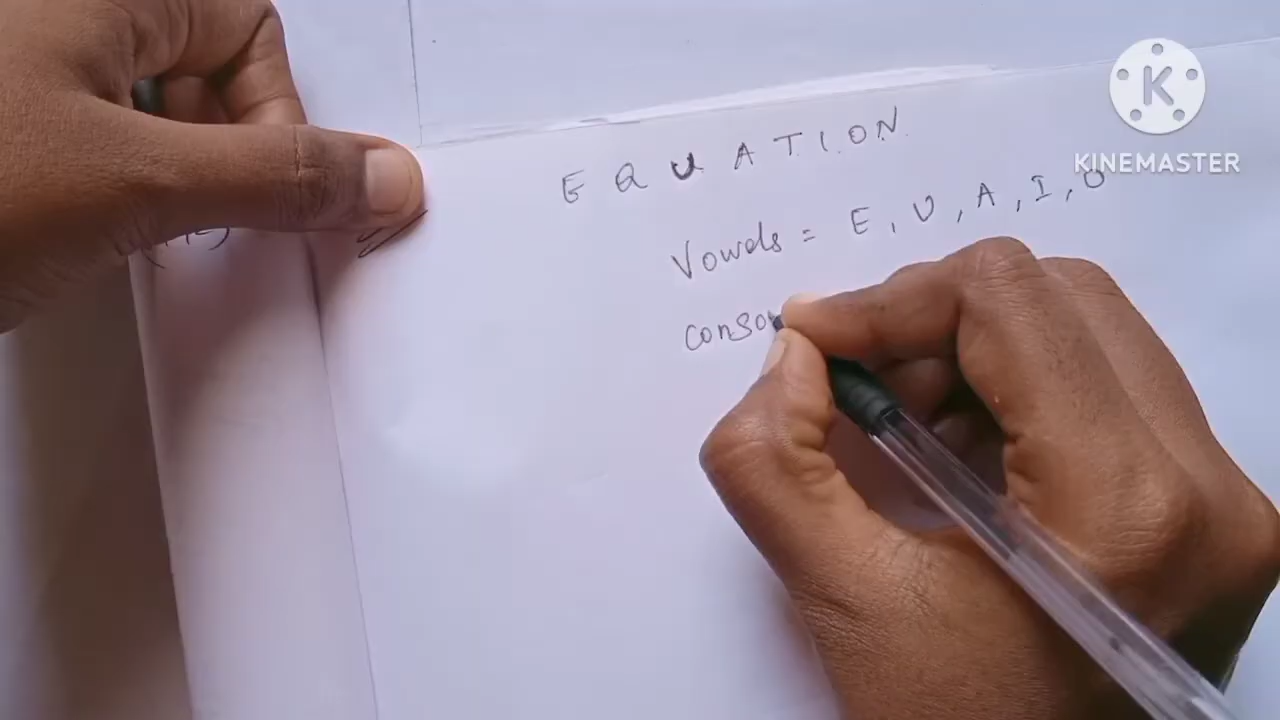 KINEMASTER
E Q U A T I O N
Vowels = E, U, A, I, O
conso